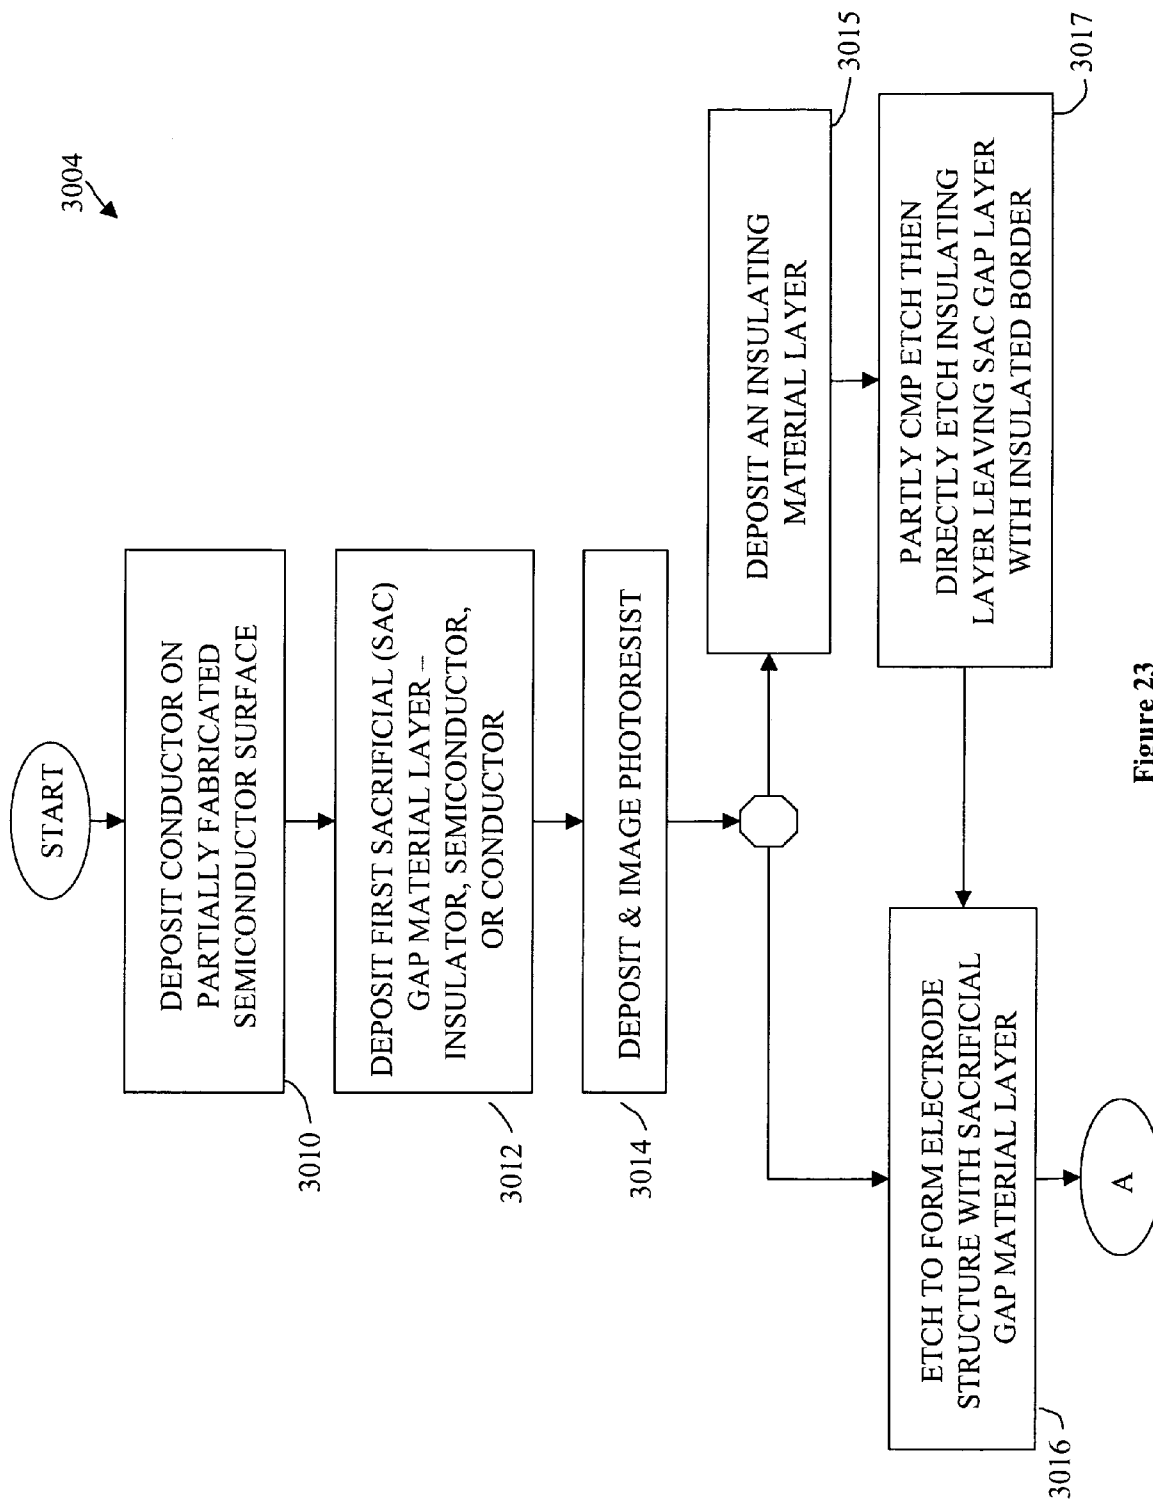 3004
START
DEPOSIT CONDUCTOR ON
PARTIALLY FABRICATED
SEMICONDUCTOR SURFACE
3010
DEPOSIT FIRST SACRIFICIAL (SAC)
GAP MATERIAL LAYER –
INSULATOR, SEMICONDUCTOR,
OR CONDUCTOR
3012
DEPOSIT & IMAGE PHOTORESIST
3014
DEPOSIT AN INSULATING
MATERIAL LAYER
3015
PARTLY CMP ETCH THEN
DIRECTLY ETCH INSULATING
LAYER LEAVING SAC GAP LAYER
WITH INSULATED BORDER
3017
ETCH TO FORM ELECTRODE
STRUCTURE WITH SACRIFICIAL
GAP MATERIAL LAYER
3016
A
Figure 23